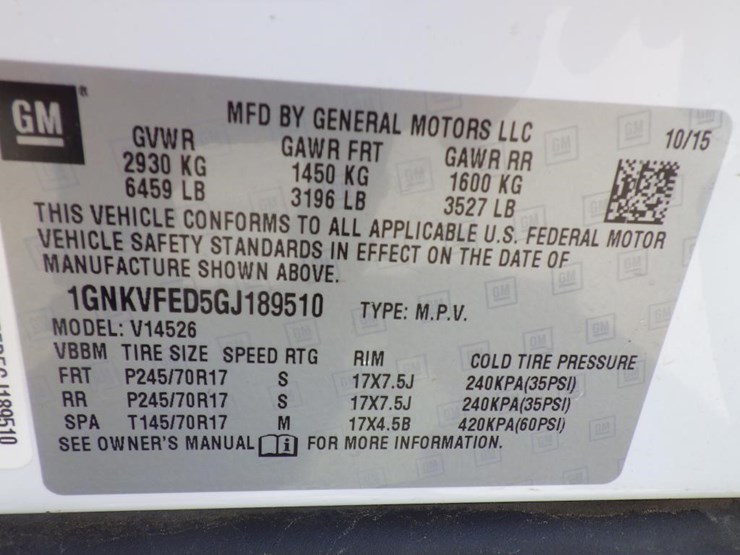 GM
MFD BY GENERAL MOTORS LLC
10/15
GVWR GAWR FRT GAWR RR
2930 KG 1450 KG 1600 KG
6459 LB 3196 LB 3527 LB
THIS VEHICLE CONFORMS TO ALL APPLICABLE U.S. FEDERAL MOTOR
VEHICLE SAFETY STANDARDS IN EFFECT ON THE DATE OF
MANUFACTURE SHOWN ABOVE.
1GNKVFED5GJ189510 TYPE: M.P.V.
MODEL: V14526
VBBM TIRE SIZE SPEED RTG RIM COLD TIRE PRESSURE
FRT P245/70R17 S 17X7.5J 240KPA(35PSI)
RR P245/70R17 S 17X7.5J 240KPA(35PSI)
SPA T145/70R17 M 17X4.5B 420KPA(60PSI)
SEE OWNER'S MANUAL i FOR MORE INFORMATION.